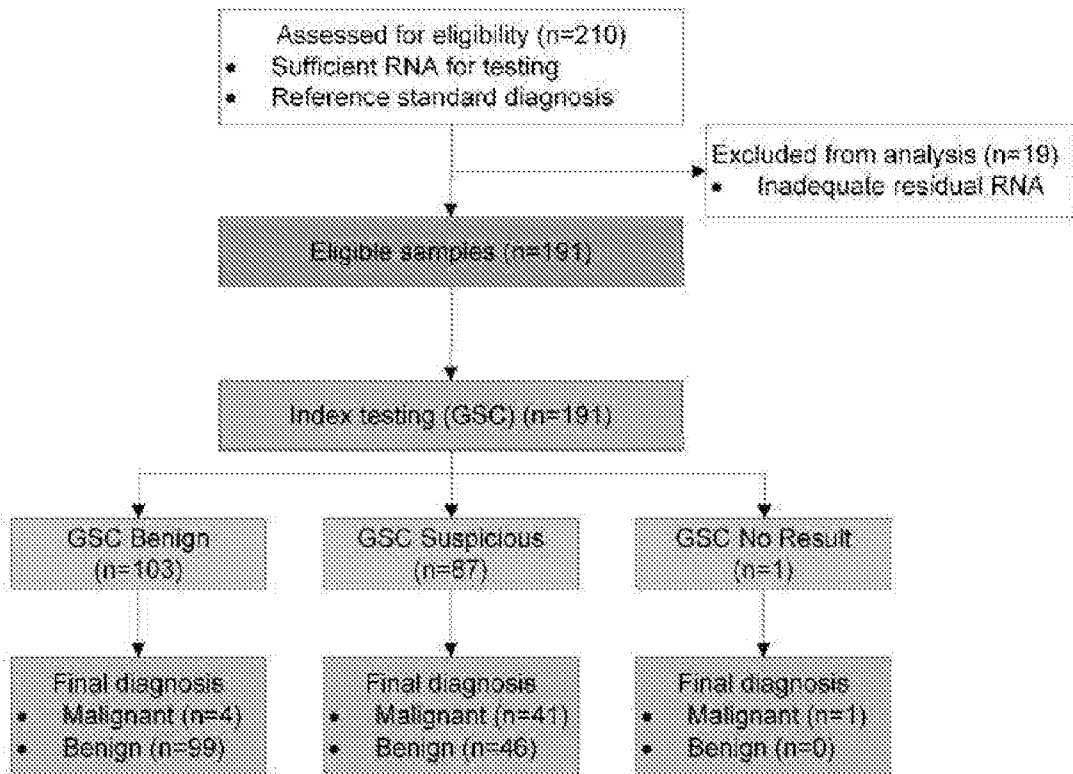 Assessed for eligibility (n=210)
• Sufficient RNA for testing
• Reference standard diagnosis
Excluded from analysis (n=19)
• Inadequate residual RNA
Eligible samples (n=191)
Index testing (GSC) (n=191)
GSC Benign
(n=103)
GSC Suspicious
(n=87)
GSC No Result
(n=1)
Final diagnosis
• Malignant (n=4)
• Benign (n=99)
Final diagnosis
• Malignant (n=41)
• Benign (n=46)
Final diagnosis
• Malignant (n=1)
• Benign (n=0)